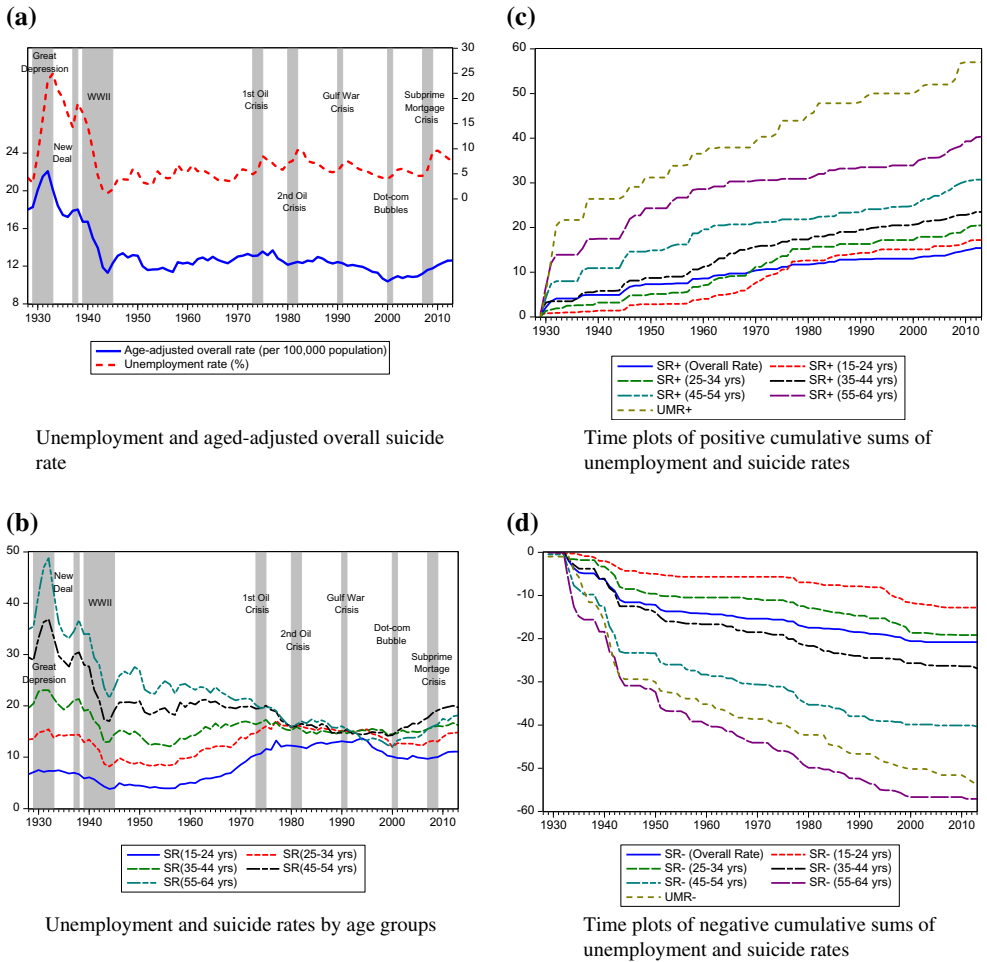 (a)
30
25
20
15
10
5
0
24
20
16
12
8
Great
Depression
New
Deal
WWII
1st Oil
Crisis
2nd Oil
Crisis
Gulf War
Crisis
Dot-com
Bubbles
Subprime
Mortgage
Crisis
1930 1940 1950 1960 1970 1980 1990 2000 2010
Age-adjusted overall rate (per 100,000 population)
Unemployment rate (%)
Unemployment and aged-adjusted overall suicide
rate
(c)
60
50
40
30
20
10
0
1930 1940 1950 1960 1970 1980 1990 2000 2010
SR+ (Overall Rate) SR+ (15-24 yrs)
SR+ (25-34 yrs) SR+ (35-44 yrs)
SR+ (45-54 yrs) SR+ (55-64 yrs)
UMR+
Time plots of positive cumulative sums of
unemployment and suicide rates
(b)
50
40
30
20
10
0
New
Deal
Great
Depression
WWII
1st Oil
Crisis
2nd Oil
Crisis
Gulf War
Crisis
Dot-com
Bubble
Subprime
Mortage
Crisis
1930 1940 1950 1960 1970 1980 1990 2000 2010
SR(15-24 yrs) SR(25-34 yrs)
SR(35-44 yrs) SR(45-54 yrs)
SR(55-64 yrs)
Unemployment and suicide rates by age groups
(d)
0
-10
-20
-30
-40
-50
-60
1930 1940 1950 1960 1970 1980 1990 2000 2010
SR- (Overall Rate) SR- (15-24 yrs)
SR- (25-34 yrs) SR- (35-44 yrs)
SR- (45-54 yrs) SR- (55-64 yrs)
UMR-
Time plots of negative cumulative sums of
unemployment and suicide rates